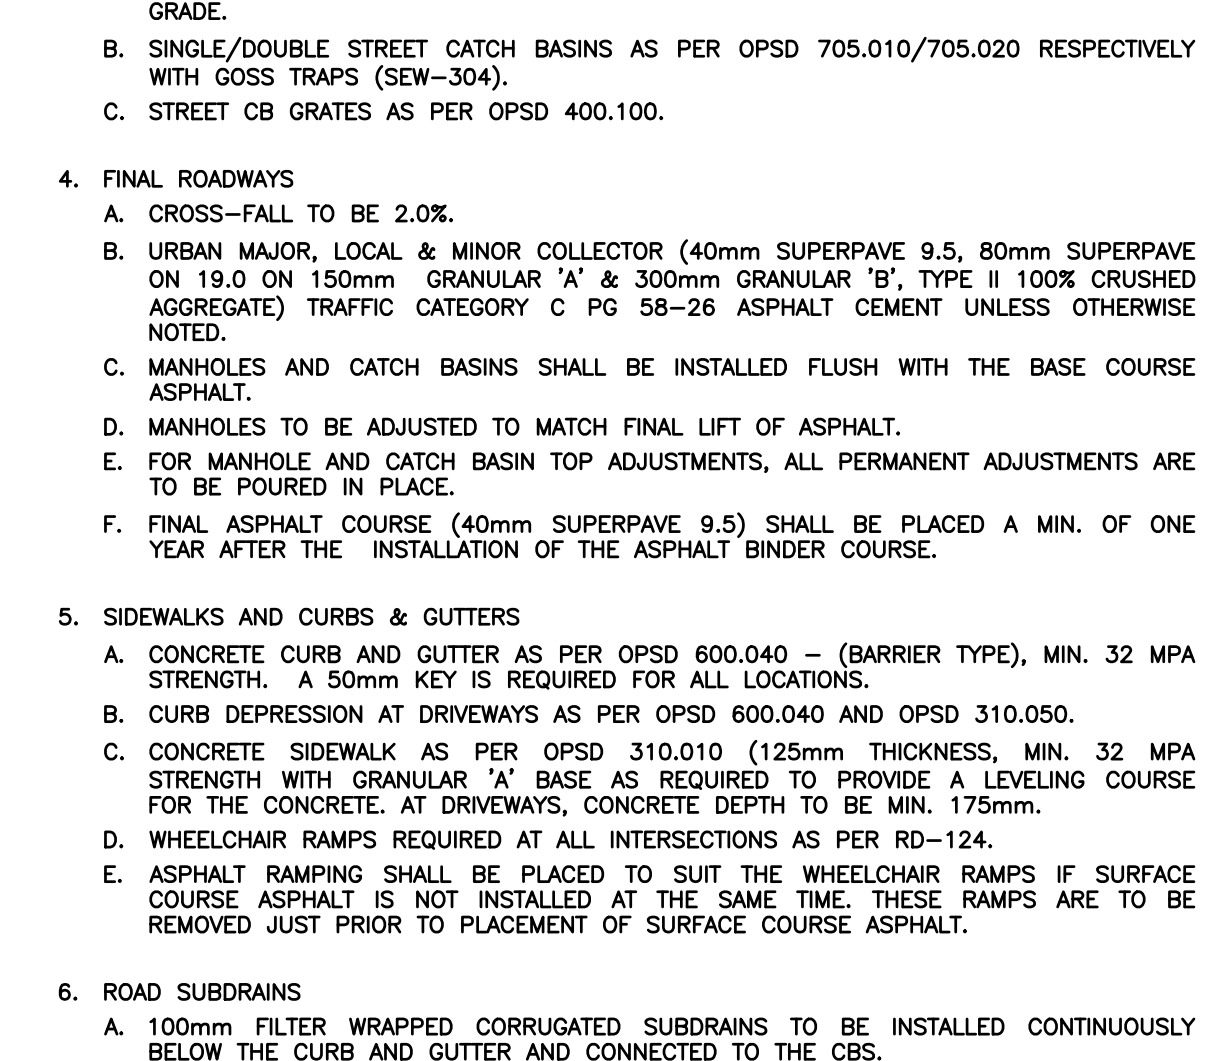 GRADE.
B. SINGLE/DOUBLE STREET CATCH BASINS AS PER OPSD 705.010/705.020 RESPECTIVELY
WITH GOSS TRAPS (SEW-304).
C. STREET CB GRATES AS PER OPSD 400.100.
4. FINAL ROADWAYS
A. CROSS-FALL TO BE 2.0%.
B. URBAN MAJOR, LOCAL & MINOR COLLECTOR (40mm SUPERPAVE 9.5, 80mm SUPERPAVE
ON 19.0 ON 150mm GRANULAR 'A' & 300mm GRANULAR 'B', TYPE II 100% CRUSHED
AGGREGATE) TRAFFIC CATEGORY C PG 58-26 ASPHALT CEMENT UNLESS OTHERWISE
NOTED.
C. MANHOLES AND CATCH BASINS SHALL BE INSTALLED FLUSH WITH THE BASE COURSE
ASPHALT.
D. MANHOLES TO BE ADJUSTED TO MATCH FINAL LIFT OF ASPHALT.
E. FOR MANHOLE AND CATCH BASIN TOP ADJUSTMENTS, ALL PERMANENT ADJUSTMENTS ARE
TO BE POURED IN PLACE.
F. FINAL ASPHALT COURSE (40mm SUPERPAVE 9.5) SHALL BE PLACED A MIN. OF ONE
YEAR AFTER THE INSTALLATION OF THE ASPHALT BINDER COURSE.
5. SIDEWALKS AND CURBS & GUTTERS
A. CONCRETE CURB AND GUTTER AS PER OPSD 600.040 - (BARRIER TYPE), MIN. 32 MPA
STRENGTH. A 50mm KEY IS REQUIRED FOR ALL LOCATIONS.
B. CURB DEPRESSION AT DRIVEWAYS AS PER OPSD 600.040 AND OPSD 310.050.
C. CONCRETE SIDEWALK AS PER OPSD 310.010 (125mm THICKNESS, MIN. 32 MPA
STRENGTH WITH GRANULAR 'A' BASE AS REQUIRED TO PROVIDE A LEVELING COURSE
FOR THE CONCRETE. AT DRIVEWAYS, CONCRETE DEPTH TO BE MIN. 175mm.
D. WHEELCHAIR RAMPS REQUIRED AT ALL INTERSECTIONS AS PER RD-124.
E. ASPHALT RAMPING SHALL BE PLACED TO SUIT THE WHEELCHAIR RAMPS IF SURFACE
COURSE ASPHALT IS NOT INSTALLED AT THE SAME TIME. THESE RAMPS ARE TO BE
REMOVED JUST PRIOR TO PLACEMENT OF SURFACE COURSE ASPHALT.
6. ROAD SUBDRAINS
A. 100mm FILTER WRAPPED CORRUGATED SUBDRAINS TO BE INSTALLED CONTINUOUSLY
BELOW THE CURB AND GUTTER AND CONNECTED TO THE CBS.